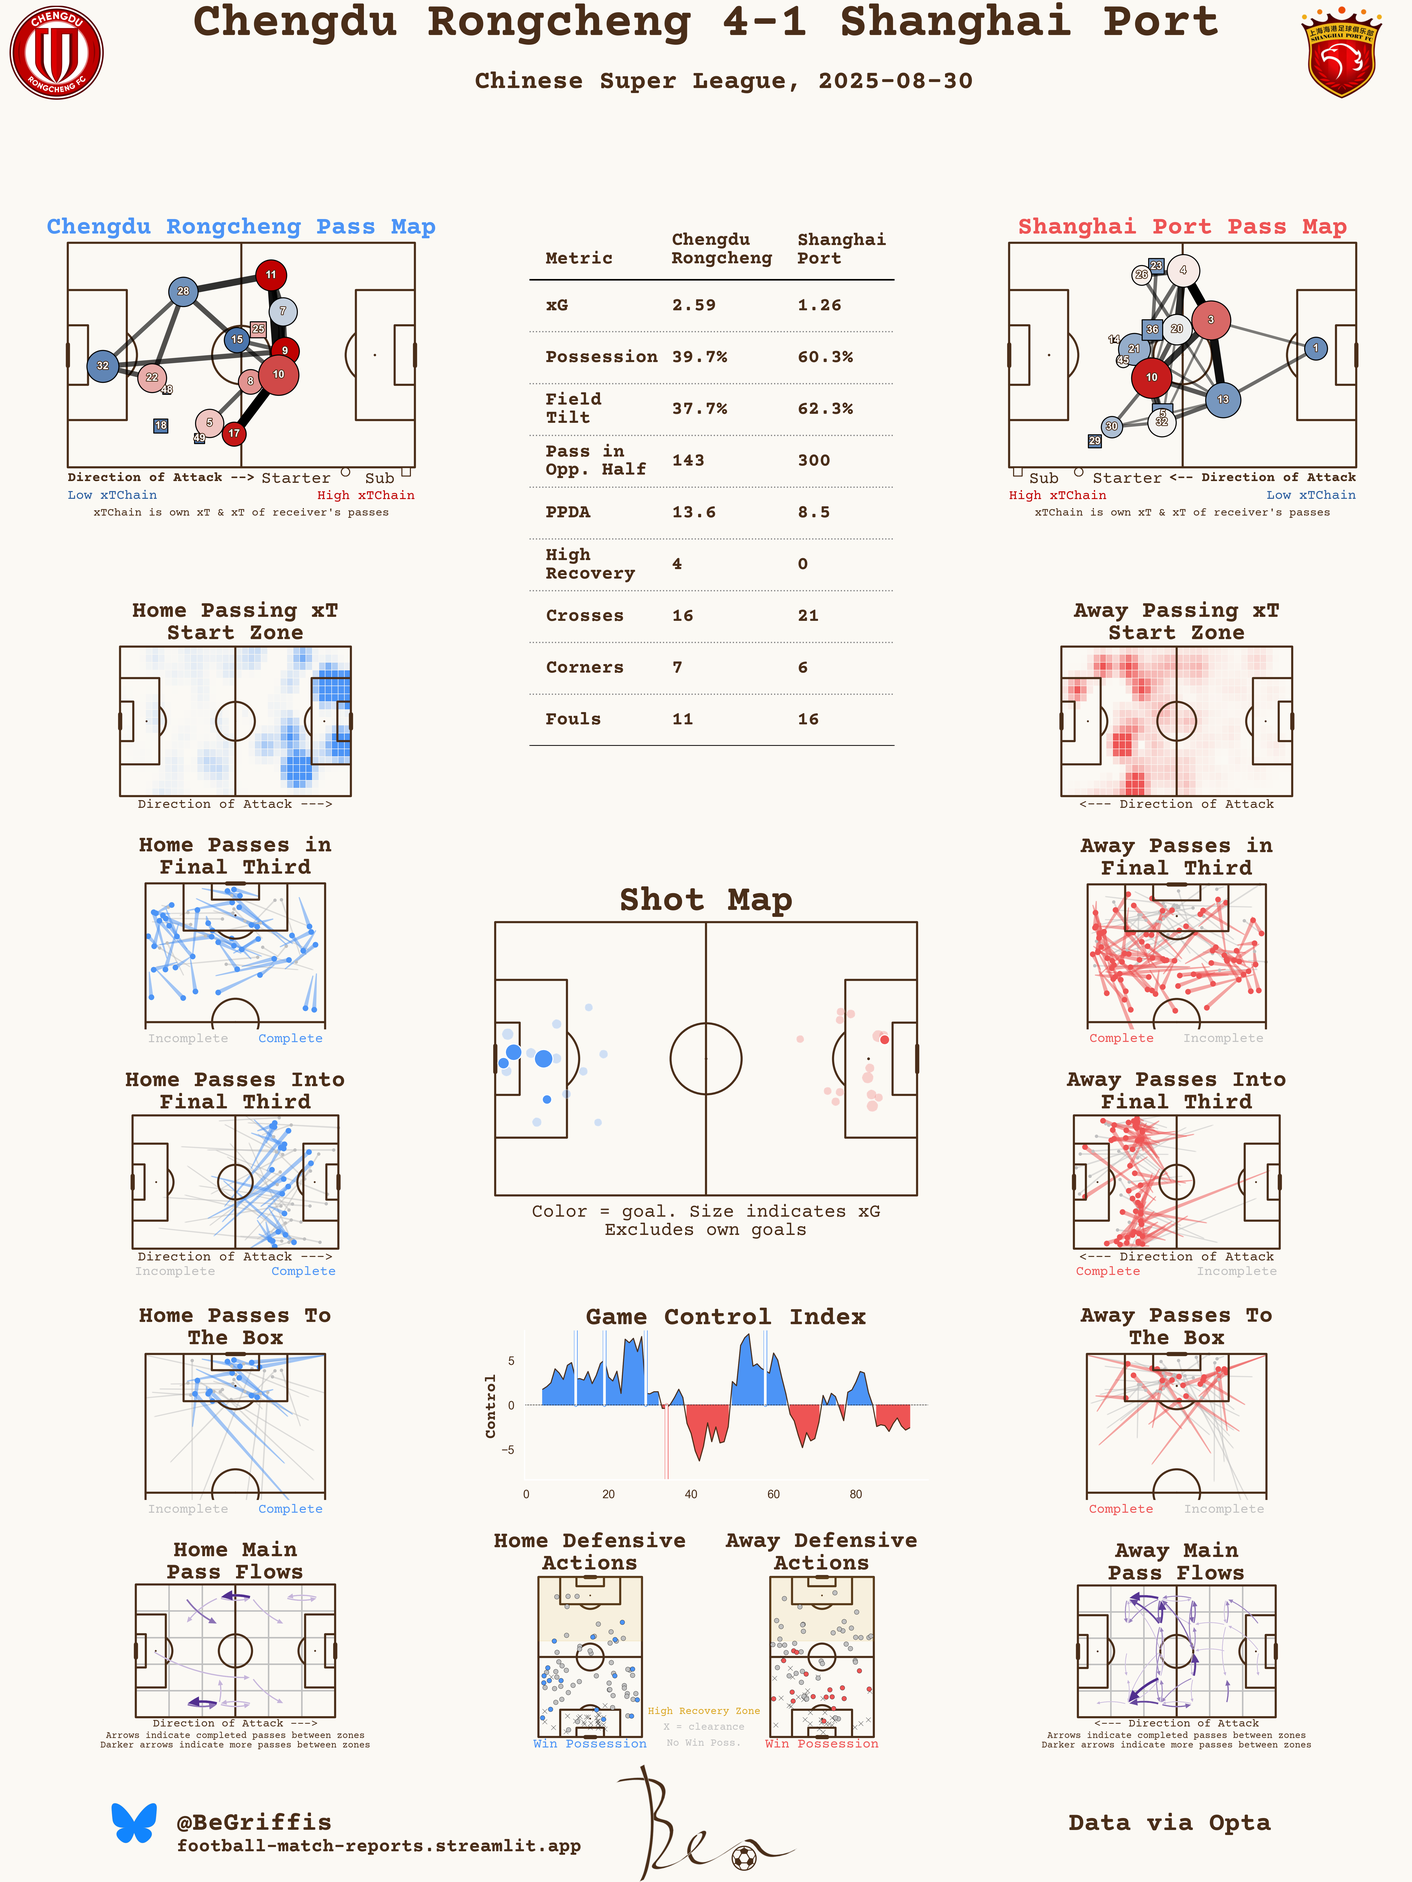 Chengdu Rongcheng 4-1 Shanghai Port
Chinese Super League, 2025-08-30
CHENGDU
RONGCHENG FC
上海海港足球俱乐部
SHANGHAI PORT FC
Chengdu Rongcheng Pass Map
11
28
7
25
15
9
32
10
22
8
48
5
18
17
49
Direction of Attack --> Starter Sub
Low xTChain High xTChain
xTChain is own xT & xT of receiver's passes
Metric Chengdu Rongcheng Shanghai Port
xG 2.59 1.26
Possession 39.7% 60.3%
Field Tilt 37.7% 62.3%
Pass in Opp. Half 143 300
PPDA 13.6 8.5
High Recovery 4 0
Crosses 16 21
Corners 7 6
Fouls 11 16
Shanghai Port Pass Map
23
26
4
3
36
20
14
21
1
45
10
13
5
32
30
29
Sub Starter <-- Direction of Attack
High xTChain Low xTChain
xTChain is own xT & xT of receiver's passes
Home Passing xT
Start Zone
Direction of Attack --->
Away Passing xT
Start Zone
<--- Direction of Attack
Home Passes in
Final Third
Incomplete Complete
Away Passes in
Final Third
Complete Incomplete
Shot Map
Color = goal. Size indicates xG
Excludes own goals
Home Passes Into
Final Third
Direction of Attack --->
Incomplete Complete
Away Passes Into
Final Third
<--- Direction of Attack
Complete Incomplete
Home Passes To
The Box
Incomplete Complete
Game Control Index
Control
5
0
−5
0 20 40 60 80
Away Passes To
The Box
Complete Incomplete
Home Main
Pass Flows
Direction of Attack --->
Arrows indicate completed passes between zones
Darker arrows indicate more passes between zones
Home Defensive
Actions
Win Possession
High Recovery Zone
X = clearance
No Win Poss.
Away Defensive
Actions
Win Possession
Away Main
Pass Flows
<--- Direction of Attack
Arrows indicate completed passes between zones
Darker arrows indicate more passes between zones
@BeGriffis
football-match-reports.streamlit.app
Ben
Data via Opta